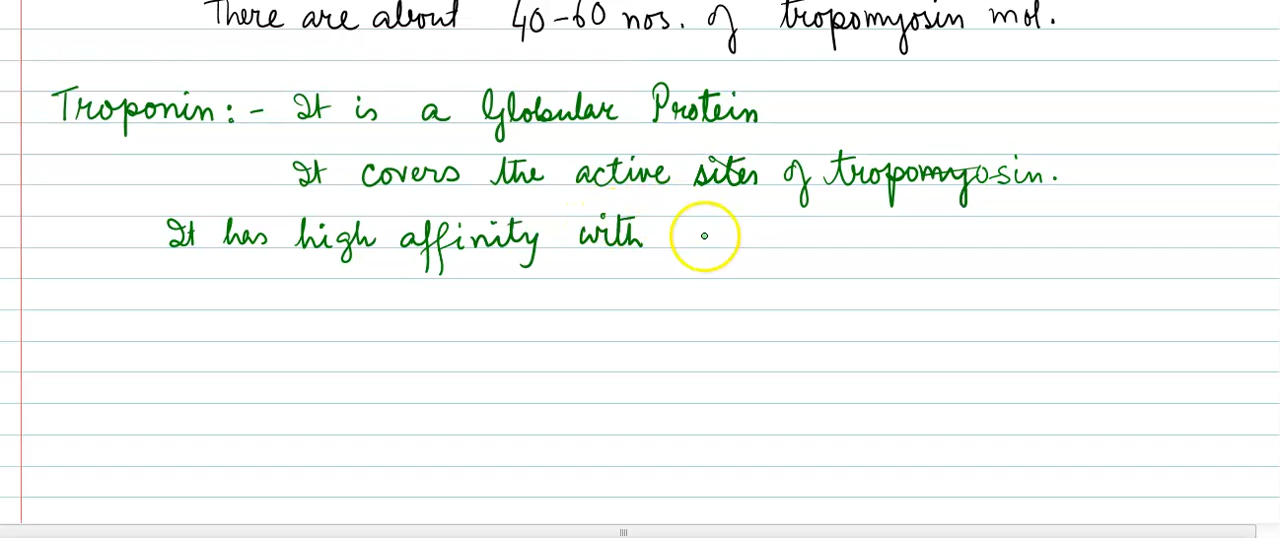 There are about 40-60 nos. of tropomyosin mol.
Troponin:- It is a Globular Protein
It covers the active sites of tropomyosin.
It has high affinity with